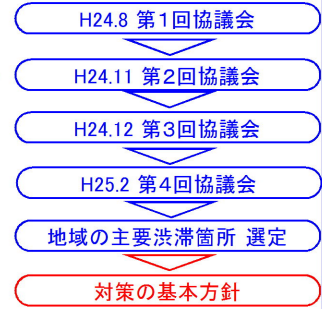 H24.8 第1回協議会
H24.11 第2回協議会
H24.12 第3回協議会
H25.2 第4回協議会
地域の主要渋滞箇所 選定
対策の基本方針